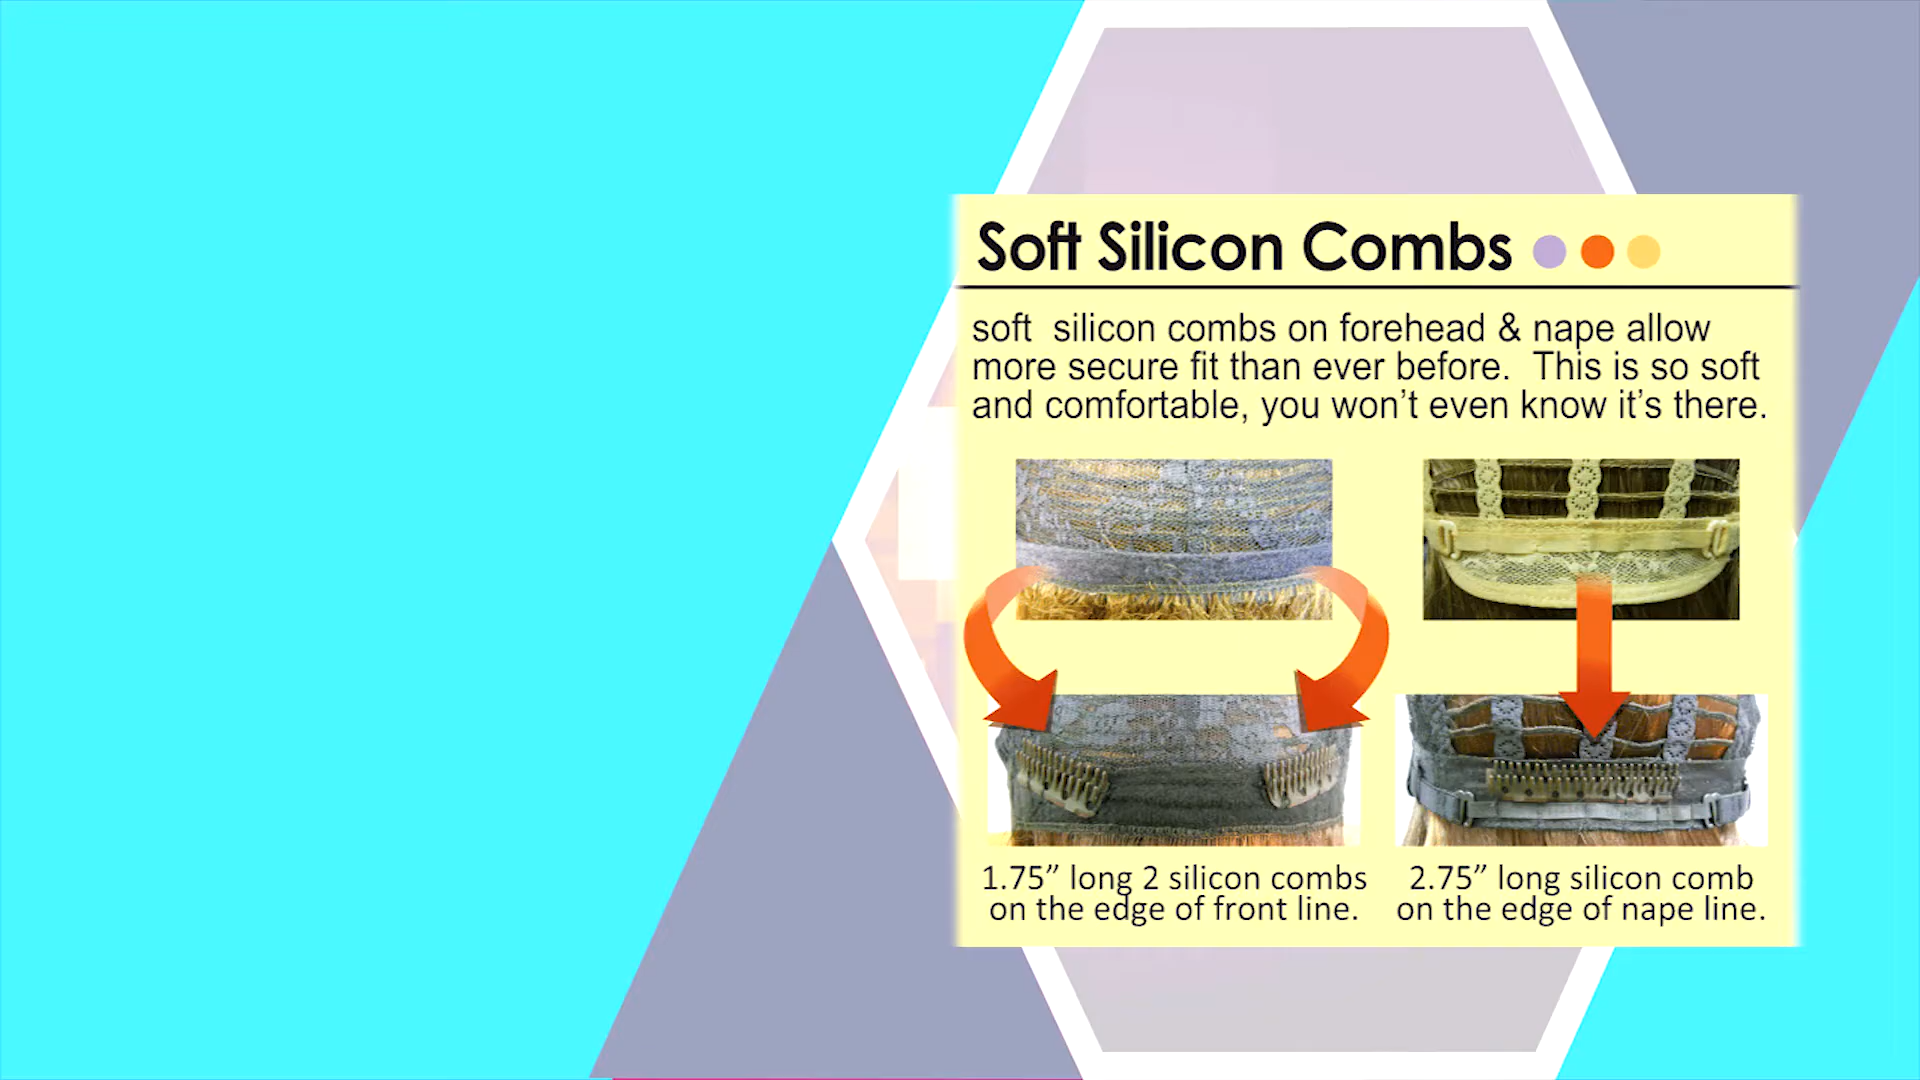 Soft Silicon Combs
soft silicon combs on forehead & nape allow
more secure fit than ever before. This is so soft
and comfortable, you won’t even know it’s there.
1.75” long 2 silicon combs
on the edge of front line.
2.75” long silicon comb
on the edge of nape line.